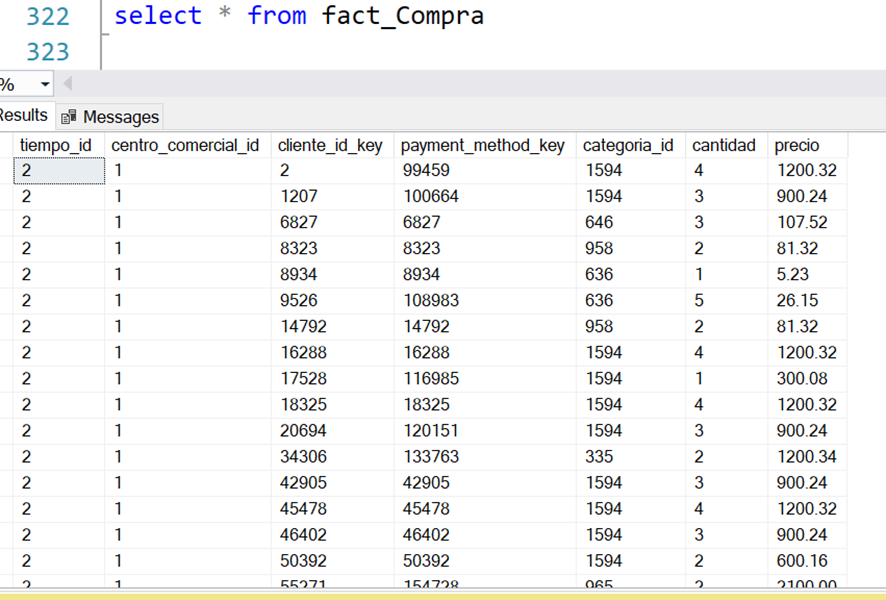 322 select * from fact_Compra
323
%
Results Messages
tiempo_id centro_comercial_id cliente_id_key payment_method_key categoria_id cantidad precio
2 1 2 99459 1594 4 1200.32
2 1 1207 100664 1594 3 900.24
2 1 6827 6827 646 3 107.52
2 1 8323 8323 958 2 81.32
2 1 8934 8934 636 1 5.23
2 1 9526 108983 636 5 26.15
2 1 14792 14792 958 2 81.32
2 1 16288 16288 1594 4 1200.32
2 1 17528 116985 1594 1 300.08
2 1 18325 18325 1594 4 1200.32
2 1 20694 120151 1594 3 900.24
2 1 34306 133763 335 2 1200.34
2 1 42905 42905 1594 3 900.24
2 1 45478 45478 1594 4 1200.32
2 1 46402 46402 1594 3 900.24
2 1 50392 50392 1594 2 600.16
2 1 55271 154728 965 2 2100.00